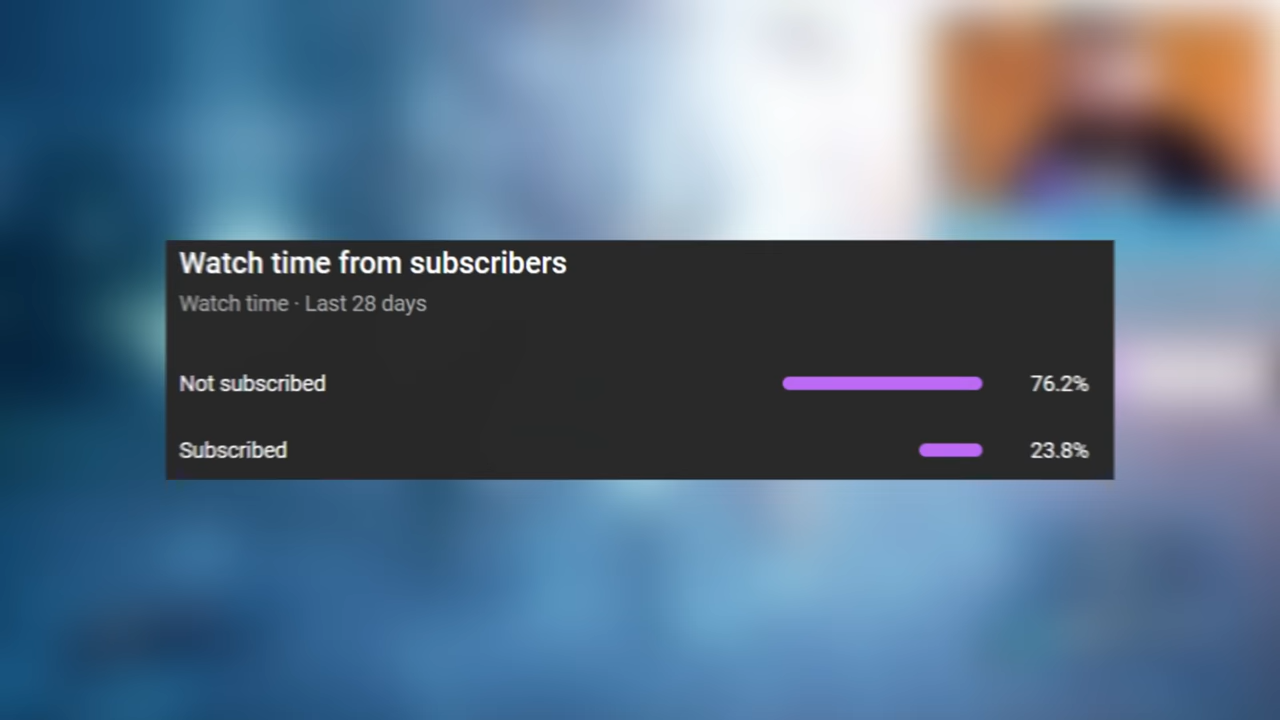 Watch time from subscribers
Watch time · Last 28 days
Not subscribed 76.2%
Subscribed 23.8%